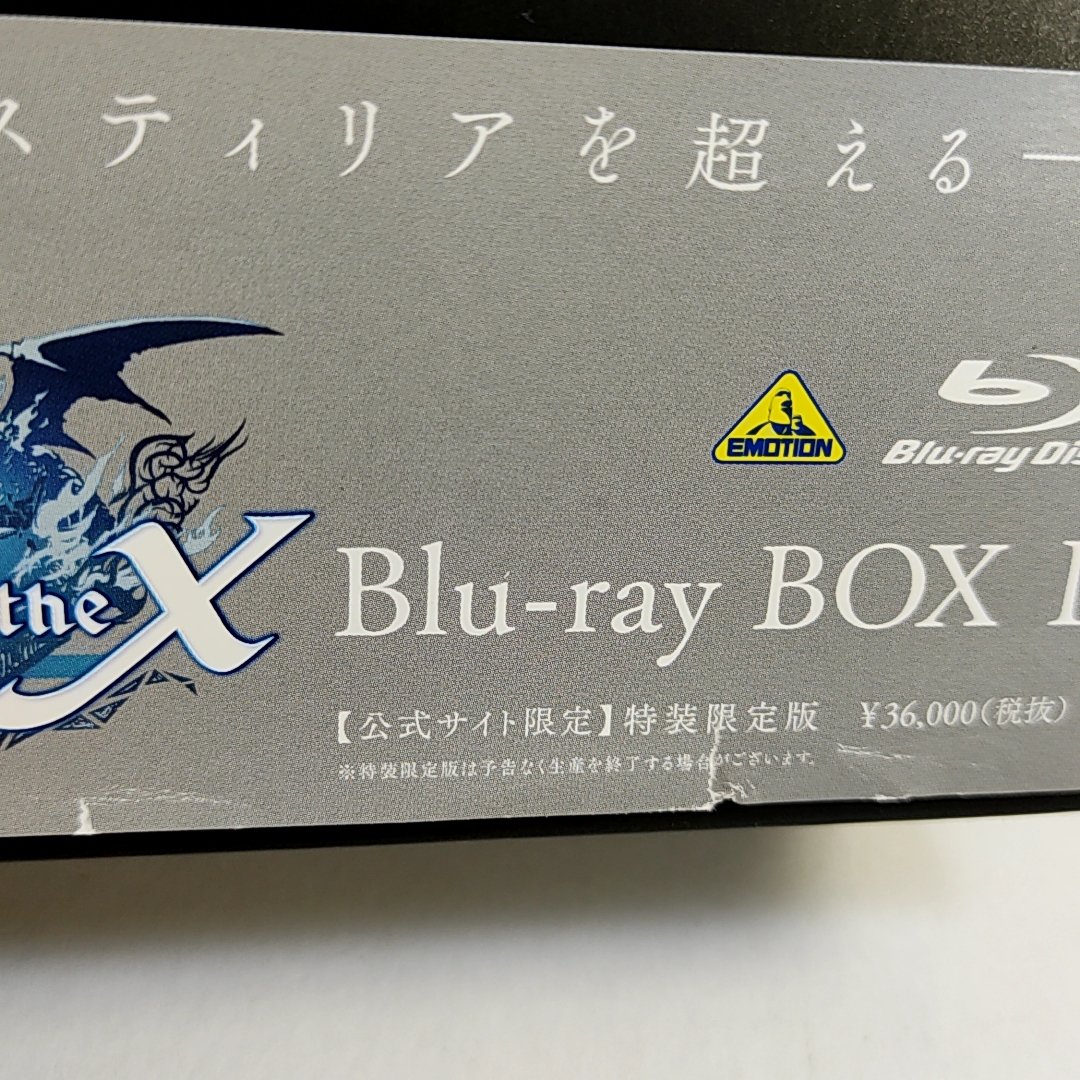 スティリアを超える―
EMOTION
Blu-ray Dis
the X
Blu-ray BOX I
【公式サイト限定】特装限定版 ¥36,000(税抜)
※特装限定版は予告なく生産を終了する場合がございます。